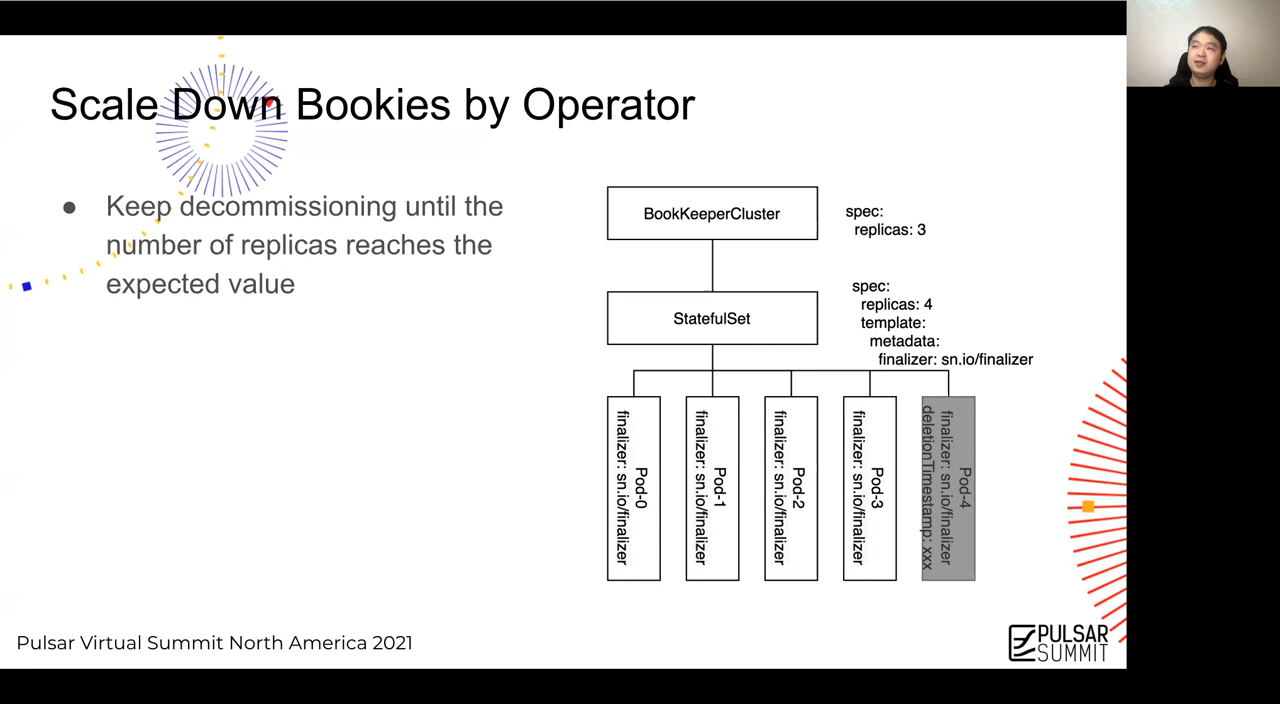 Scale Down Bookies by Operator
● Keep decommissioning until the
number of replicas reaches the
expected value
BookKeeperCluster
spec:
replicas: 3
StatefulSet
spec:
replicas: 4
template:
metadata:
finalizer: sn.io/finalizer
Pod-0
finalizer: sn.io/finalizer
Pod-1
finalizer: sn.io/finalizer
Pod-2
finalizer: sn.io/finalizer
Pod-3
finalizer: sn.io/finalizer
Pod-4
finalizer: sn.io/finalizer
deletionTimestamp: xxx
Pulsar Virtual Summit North America 2021
PULSAR
SUMMIT